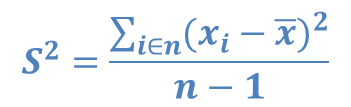 S² = ∑i∈n(xi − x̅)² / n − 1